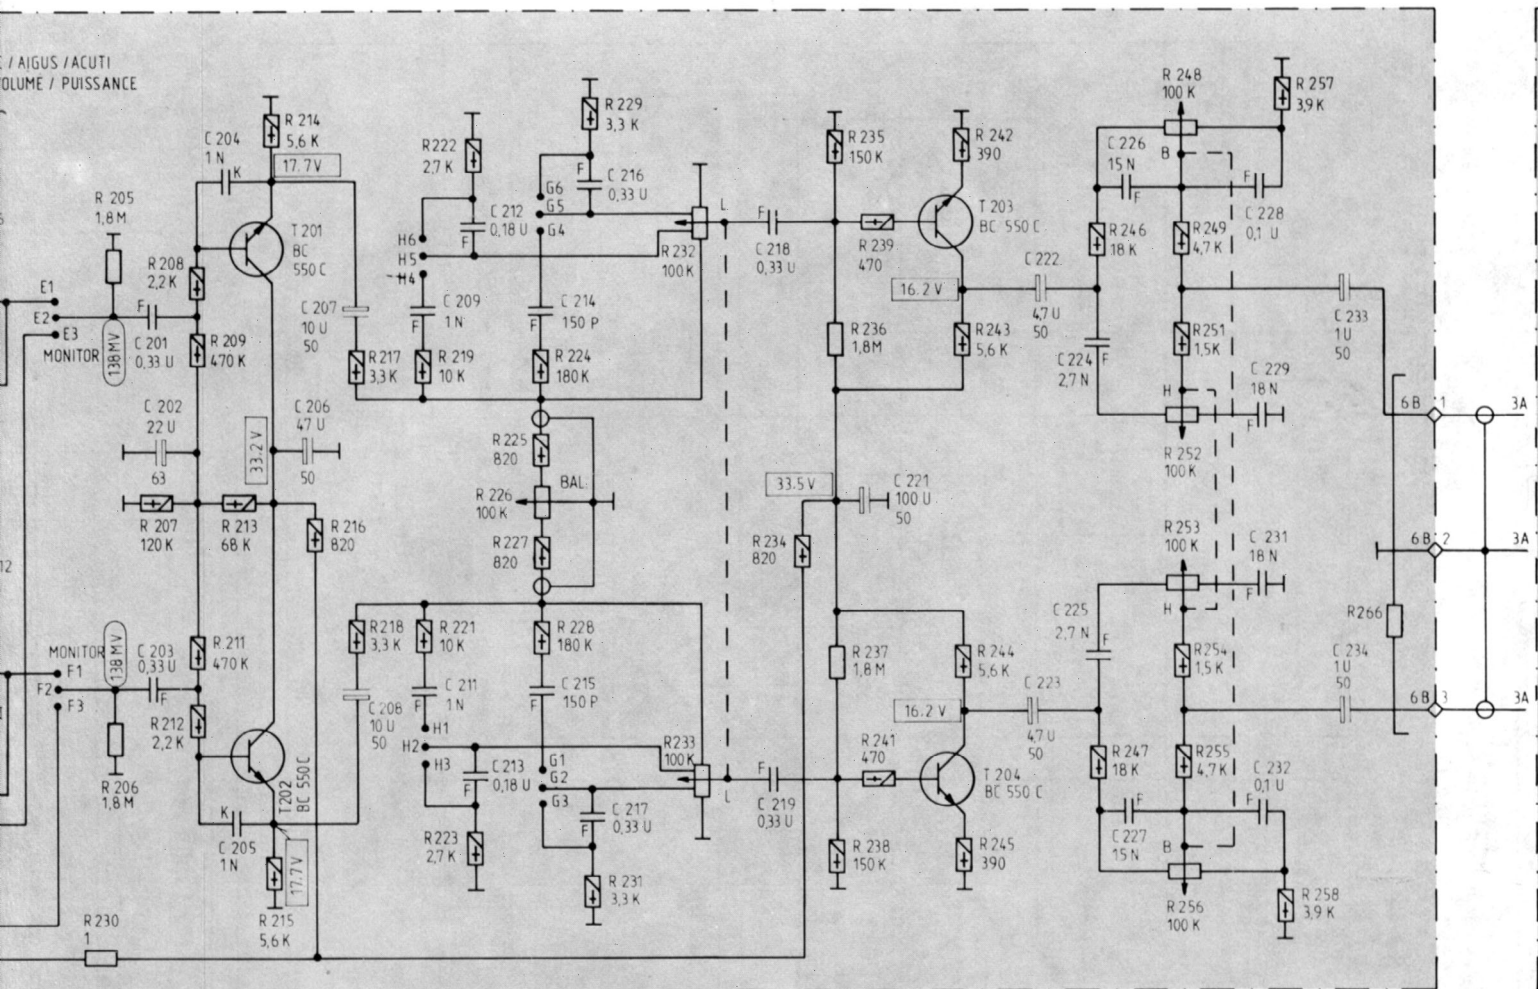 / AIGUS / ACUTI
OLUME / PUISSANCE
R 214
5,6 K
C 204
1 N
K
17.7 V
R 205
1,8 M
T 201
BC
550 C
R 208
2,2 K
E1
E2
E3
MONITOR
138 MV
F
C 201
0,33 U
R 209
470 K
C 207
10 U
50
R 217
3,3 K
C 202
22 U
63
33.2 V
C 206
47 U
50
R 207
120 K
R 213
68 K
R 216
820
12
MONITOR
F1
F2
F3
138 MV
C 203
0,33 U
F
R 211
470 K
R 212
2,2 K
R 206
1,8 M
T 202
BC 550 C
K
C 205
1 N
17.7 V
R 215
5,6 K
R 230
1
R 222
2,7 K
R 229
3,3 K
F
C 216
0,33 U
G6
G5
G4
C 212
0,18 U
F
H6
H5
H4
C 209
1 N
F
C 214
150 P
F
R 219
10 K
R 224
180 K
R 232
100 K
L
R 225
820
BAL.
R 226
100 K
R 227
820
R 218
3,3 K
R 221
10 K
R 228
180 K
C 208
10 U
50
F
C 211
1 N
F
C 215
150 P
H1
H2
H3
G1
G2
G3
C 213
0,18 U
F
R 223
2,7 K
C 217
0,33 U
F
R 231
3,3 K
R 233
100 K
L
F
C 218
0,33 U
R 235
150 K
R 242
390
R 239
470
T 203
BC 550 C
16.2 V
R 236
1,8 M
R 243
5,6 K
C 222
4,7 U
50
33.5 V
C 221
100 U
50
R 234
820
R 237
1,8 M
R 244
5,6 K
16.2 V
C 223
4,7 U
50
R 241
470
F
C 219
0,33 U
T 204
BC 550 C
R 238
150 K
R 245
390
R 248
100 K
R 257
3,9 K
C 226
15 N
F
B
F
C 228
0,1 U
R 246
18 K
R 249
4,7 K
C 224
2,7 N
F
R 251
1,5 K
C 233
1 U
50
H
C 229
18 N
F
R 252
100 K
R 253
100 K
C 231
18 N
F
H
C 225
2,7 N
F
R 254
1,5 K
C 234
1 U
50
R 247
18 K
R 255
4,7 K
C 232
0,1 U
F
F
C 227
15 N
B
R 256
100 K
R 258
3,9 K
R 266
6 B 1
3A
6 B 2
3A
6 B 3
3A